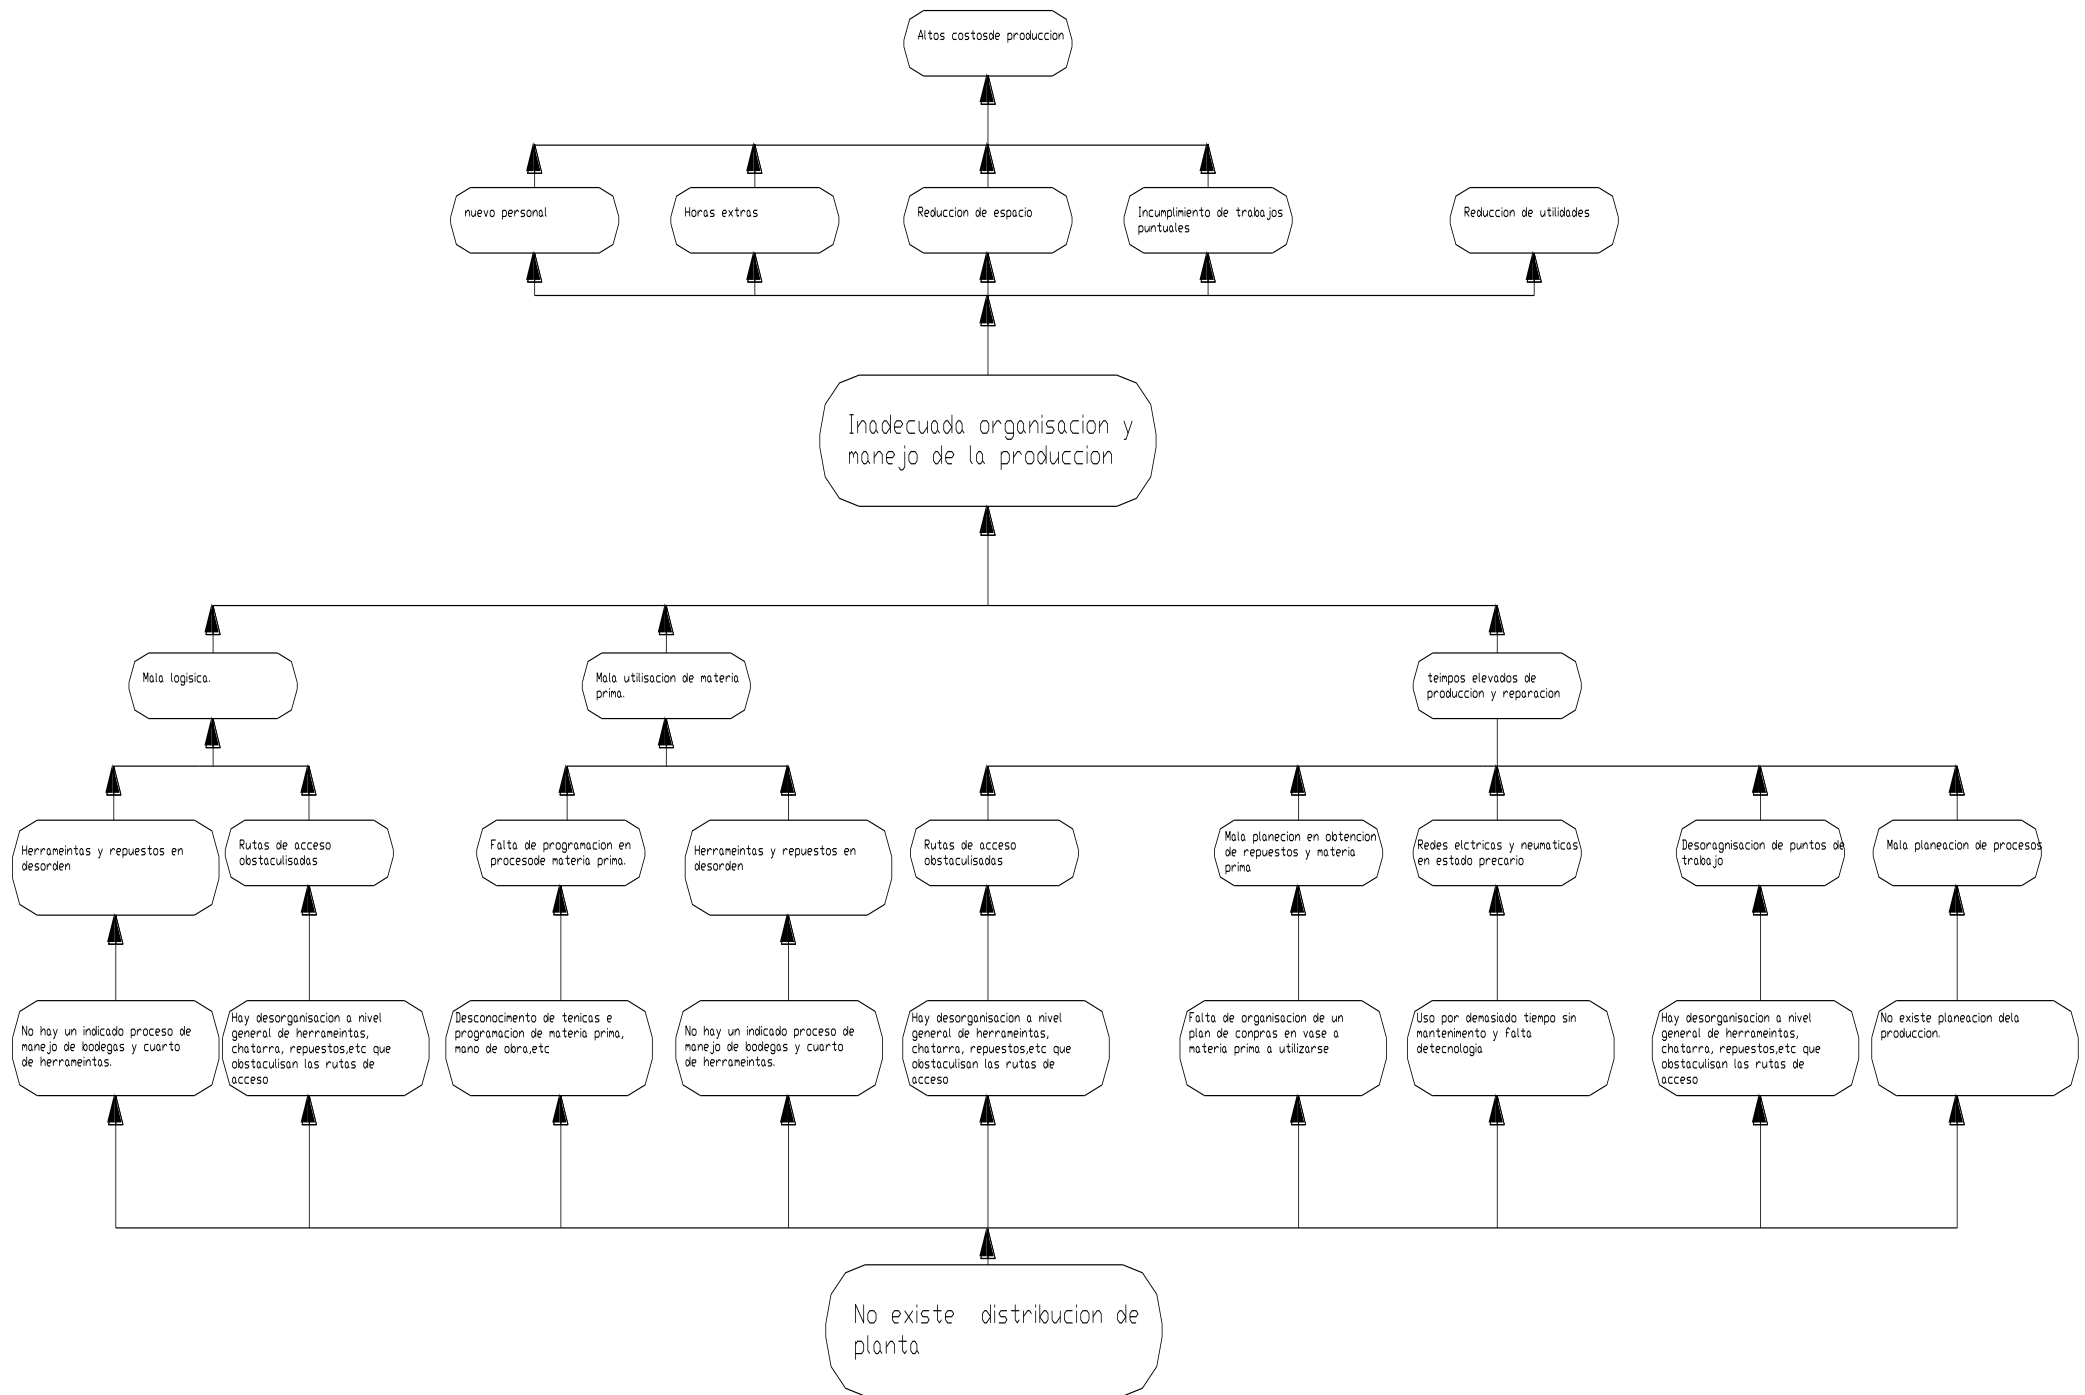 Altos costosde produccion
nuevo personal
Horas extras
Reduccion de espacio
Incumplimiento de trabajos
puntuales
Reduccion de utilidades
Inadecuada organisacion y
manejo de la produccion
Mala logisica.
Mala utilisacion de materia
prima.
teimpos elevados de
produccion y reparacion
Herrameintas y repuestos en
desorden
Rutas de acceso
obstaculisadas
Falta de programacion en
procesode materia prima.
Herrameintas y repuestos en
desorden
Rutas de acceso
obstaculisadas
Mala planecion en obtencion
de repuestos y materia
prima
Redes elctricas y neumaticas
en estado precario
Desoragnisacion de puntos de
trabajo
Mala planeacion de procesos
No hay un indicado proceso de
manejo de bodegas y cuarto
de herrameintas.
Hay desorganisacion a nivel
general de herrameintas,
chatarra, repuestos,etc que
obstaculisan las rutas de
acceso
Desconocimento de tenicas e
programacion de materia prima,
mano de obra,etc
No hay un indicado proceso de
manejo de bodegas y cuarto
de herrameintas.
Hay desorganisacion a nivel
general de herrameintas,
chatarra, repuestos,etc que
obstaculisan las rutas de
acceso
Falta de organisacion de un
plan de conpras en vase a
materia prima a utilizarse
Uso por demasiado tiempo sin
mantenimento y falta
detecnologia
Hay desorganisacion a nivel
general de herrameintas,
chatarra, repuestos,etc que
obstaculisan las rutas de
acceso
No existe planeacion dela
produccion.
No existe  distribucion de
planta